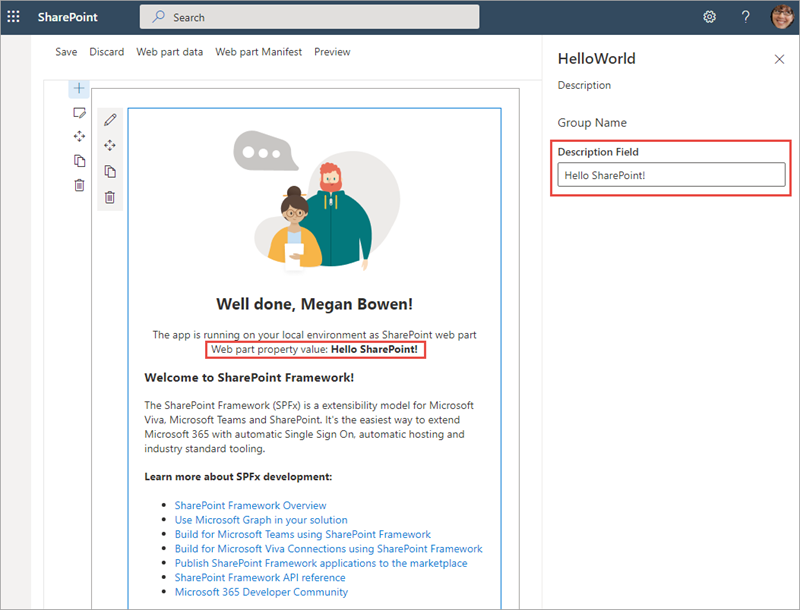 SharePoint
Search
?
Save Discard Web part data Web part Manifest Preview
HelloWorld
Description
Group Name
Description Field
Hello SharePoint!
Well done, Megan Bowen!
The app is running on your local environment as SharePoint web part
Web part property value: Hello SharePoint!
Welcome to SharePoint Framework!
The SharePoint Framework (SPFx) is a extensibility model for Microsoft
Viva, Microsoft Teams and SharePoint. It's the easiest way to extend
Microsoft 365 with automatic Single Sign On, automatic hosting and
industry standard tooling.
Learn more about SPFx development:
SharePoint Framework Overview
Use Microsoft Graph in your solution
Build for Microsoft Teams using SharePoint Framework
Build for Microsoft Viva Connections using SharePoint Framework
Publish SharePoint Framework applications to the marketplace
SharePoint Framework API reference
Microsoft 365 Developer Community